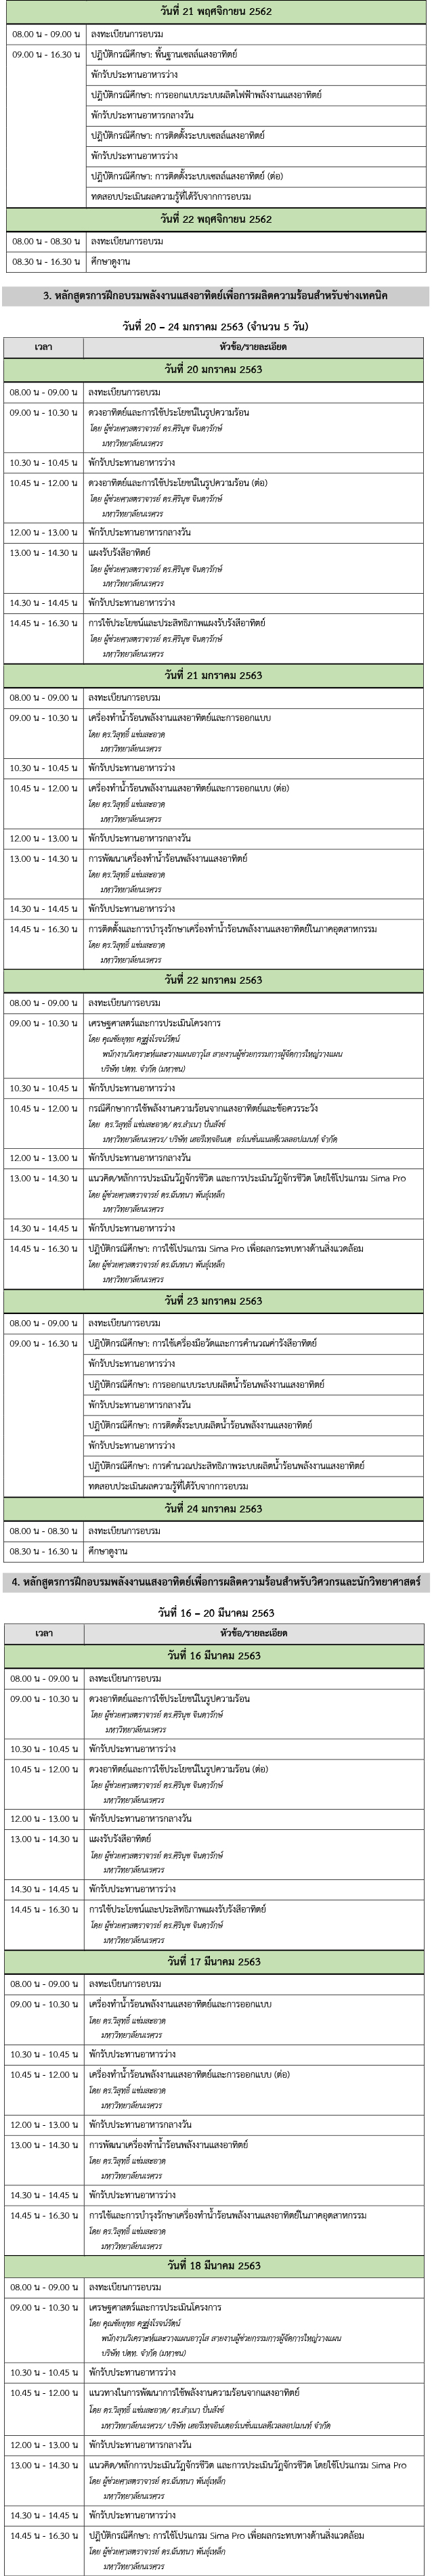 วันที่ 21 พฤศจิกายน 2562
08.00 น - 09.00 น ลงทะเบียนการอบรม
09.00 น - 16.30 น ปฏิบัติกรณีศึกษา: พื้นฐานเซลล์แสงอาทิตย์
พักรับประทานอาหารว่าง
ปฏิบัติกรณีศึกษา: การออกแบบระบบผลิตไฟฟ้าพลังงานแสงอาทิตย์
พักรับประทานอาหารกลางวัน
ปฏิบัติกรณีศึกษา: การติดตั้งระบบเซลล์แสงอาทิตย์
พักรับประทานอาหารว่าง
ปฏิบัติกรณีศึกษา: การติดตั้งระบบเซลล์แสงอาทิตย์ (ต่อ)
ทดสอบประเมินผลความรู้ที่ได้รับจากการอบรม
วันที่ 22 พฤศจิกายน 2562
08.00 น - 08.30 น ลงทะเบียนการอบรม
08.30 น - 16.30 น ศึกษาดูงาน
3. หลักสูตรการฝึกอบรมพลังงานแสงอาทิตย์เพื่อการผลิตความร้อนสำหรับช่างเทคนิค
วันที่ 20 – 24 มกราคม 2563 (จำนวน 5 วัน)
เวลา หัวข้อ/รายละเอียด
วันที่ 20 มกราคม 2563
08.00 น - 09.00 น ลงทะเบียนการอบรม
09.00 น - 10.30 น ดวงอาทิตย์และการใช้ประโยชน์ในรูปความร้อน
โดย ผู้ช่วยศาสตราจารย์ ดร.ศิรินุช จินดารักษ์
มหาวิทยาลัยนเรศวร
10.30 น - 10.45 น พักรับประทานอาหารว่าง
10.45 น - 12.00 น ดวงอาทิตย์และการใช้ประโยชน์ในรูปความร้อน (ต่อ)
โดย ผู้ช่วยศาสตราจารย์ ดร.ศิรินุช จินดารักษ์
มหาวิทยาลัยนเรศวร
12.00 น - 13.00 น พักรับประทานอาหารกลางวัน
13.00 น - 14.30 น แผงรับรังสีอาทิตย์
โดย ผู้ช่วยศาสตราจารย์ ดร.ศิรินุช จินดารักษ์
มหาวิทยาลัยนเรศวร
14.30 น - 14.45 น พักรับประทานอาหารว่าง
14.45 น - 16.30 น การใช้ประโยชน์และประสิทธิภาพแผงรับรังสีอาทิตย์
โดย ผู้ช่วยศาสตราจารย์ ดร.ศิรินุช จินดารักษ์
มหาวิทยาลัยนเรศวร
วันที่ 21 มกราคม 2563
08.00 น - 09.00 น ลงทะเบียนการอบรม
09.00 น - 10.30 น เครื่องทำน้ำร้อนพลังงานแสงอาทิตย์และการออกแบบ
โดย ดร.วิสุทธิ์ แช่มสะอาด
มหาวิทยาลัยนเรศวร
10.30 น - 10.45 น พักรับประทานอาหารว่าง
10.45 น - 12.00 น เครื่องทำน้ำร้อนพลังงานแสงอาทิตย์และการออกแบบ (ต่อ)
โดย ดร.วิสุทธิ์ แช่มสะอาด
มหาวิทยาลัยนเรศวร
12.00 น - 13.00 น พักรับประทานอาหารกลางวัน
13.00 น - 14.30 น การพัฒนาเครื่องทำน้ำร้อนพลังงานแสงอาทิตย์
โดย ดร.วิสุทธิ์ แช่มสะอาด
มหาวิทยาลัยนเรศวร
14.30 น - 14.45 น พักรับประทานอาหารว่าง
14.45 น - 16.30 น การติดตั้งและการบำรุงรักษาเครื่องทำน้ำร้อนพลังงานแสงอาทิตย์ในภาคอุตสาหกรรม
โดย ดร.วิสุทธิ์ แช่มสะอาด
มหาวิทยาลัยนเรศวร
วันที่ 22 มกราคม 2563
08.00 น - 09.00 น ลงทะเบียนการอบรม
09.00 น - 10.30 น เศรษฐศาสตร์และการประเมินโครงการ
โดย คุณชัยยุทธ
พนักงานวิเคราะห์และวางแผนอาวุโส สายงานผู้ช่วยกรรมการผู้จัดการใหญ่วางแผน
บริษัท ปตท. จำกัด (มหาชน)
10.30 น - 10.45 น พักรับประทานอาหารว่าง
10.45 น - 12.00 น กรณีศึกษาการใช้พลังงานความร้อนจากแสงอาทิตย์และข้อควรระวัง
โดย ดร.วิสุทธิ์ แช่มสะอาด/ ดร.สำเนา ปิ่นสังข์
มหาวิทยาลัยนเรศวร/ บริษัท เฮอริเทจอินเต อร์เนชั่นแนลดีเวลลอปเมนท์ จำกัด
12.00 น - 13.00 น พักรับประทานอาหารกลางวัน
13.00 น - 14.30 น แนวคิด/หลักการประเมินวัฎจักรชีวิต และการประเมินวัฎจักรชีวิต โดยใช้โปรแกรม Sima Pro
โดย ผู้ช่วยศาสตราจารย์ ดร.ฉันทนา พันธุ์เหล็ก
มหาวิทยาลัยนเรศวร
14.30 น - 14.45 น พักรับประทานอาหารว่าง
14.45 น - 16.30 น ปฏิบัติกรณีศึกษา: การใช้โปรแกรม Sima Pro เพื่อผลกระทบทางด้านสิ่งแวดล้อม
โดย ผู้ช่วยศาสตราจารย์ ดร.ฉันทนา พันธุ์เหล็ก
มหาวิทยาลัยนเรศวร
วันที่ 23 มกราคม 2563
08.00 น - 09.00 น ลงทะเบียนการอบรม
09.00 น - 16.30 น ปฏิบัติกรณีศึกษา: การใช้เครื่องมือวัดและการคำนวณค่ารังสีอาทิตย์
พักรับประทานอาหารว่าง
ปฏิบัติกรณีศึกษา: การออกแบบระบบผลิตน้ำร้อนพลังงานแสงอาทิตย์
พักรับประทานอาหารกลางวัน
ปฏิบัติกรณีศึกษา: การติดตั้งระบบผลิตน้ำร้อนพลังงานแสงอาทิตย์
พักรับประทานอาหารว่าง
ปฏิบัติกรณีศึกษา: การคำนวณประสิทธิภาพระบบผลิตน้ำร้อนพลังงานแสงอาทิตย์
ทดสอบประเมินผลความรู้ที่ได้รับจากการอบรม
วันที่ 24 มกราคม 2563
08.00 น - 08.30 น ลงทะเบียนการอบรม
08.30 น - 16.30 น ศึกษาดูงาน
4. หลักสูตรการฝึกอบรมพลังงานแสงอาทิตย์เพื่อการผลิตความร้อนสำหรับวิศวกรและนักวิทยาศาสตร์
วันที่ 16 – 20 มีนาคม 2563
เวลา หัวข้อ/รายละเอียด
วันที่ 16 มีนาคม 2563
08.00 น - 09.00 น ลงทะเบียนการอบรม
09.00 น - 10.30 น ดวงอาทิตย์และการใช้ประโยชน์ในรูปความร้อน
โดย ผู้ช่วยศาสตราจารย์ ดร.ศิรินุช จินดารักษ์
มหาวิทยาลัยนเรศวร
10.30 น - 10.45 น พักรับประทานอาหารว่าง
10.45 น - 12.00 น ดวงอาทิตย์และการใช้ประโยชน์ในรูปความร้อน (ต่อ)
โดย ผู้ช่วยศาสตราจารย์ ดร.ศิรินุช จินดารักษ์
มหาวิทยาลัยนเรศวร
12.00 น - 13.00 น พักรับประทานอาหารกลางวัน
13.00 น - 14.30 น แผงรับรังสีอาทิตย์
โดย ผู้ช่วยศาสตราจารย์ ดร.ศิรินุช จินดารักษ์
มหาวิทยาลัยนเรศวร
14.30 น - 14.45 น พักรับประทานอาหารว่าง
14.45 น - 16.30 น การใช้ประโยชน์และประสิทธิภาพแผงรับรังสีอาทิตย์
โดย ผู้ช่วยศาสตราจารย์ ดร.ศิรินุช จินดารักษ์
มหาวิทยาลัยนเรศวร
วันที่ 17 มีนาคม 2563
08.00 น - 09.00 น ลงทะเบียนการอบรม
09.00 น - 10.30 น เครื่องทำน้ำร้อนพลังงานแสงอาทิตย์และการออกแบบ
โดย ดร.วิสุทธิ์ แช่มสะอาด
มหาวิทยาลัยนเรศวร
10.30 น - 10.45 น พักรับประทานอาหารว่าง
10.45 น - 12.00 น เครื่องทำน้ำร้อนพลังงานแสงอาทิตย์และการออกแบบ (ต่อ)
โดย ดร.วิสุทธิ์ แช่มสะอาด
มหาวิทยาลัยนเรศวร
12.00 น - 13.00 น พักรับประทานอาหารกลางวัน
13.00 น - 14.30 น การพัฒนาเครื่องทำน้ำร้อนพลังงานแสงอาทิตย์
โดย ดร.วิสุทธิ์ แช่มสะอาด
มหาวิทยาลัยนเรศวร
14.30 น - 14.45 น พักรับประทานอาหารว่าง
14.45 น - 16.30 น การใช้และการบำรุงรักษาเครื่องทำน้ำร้อนพลังงานแสงอาทิตย์ในภาคอุตสาหกรรม
โดย ดร.วิสุทธิ์ แช่มสะอาด
มหาวิทยาลัยนเรศวร
วันที่ 18 มีนาคม 2563
08.00 น - 09.00 น ลงทะเบียนการอบรม
09.00 น - 10.30 น เศรษฐศาสตร์และการประเมินโครงการ
โดย คุณชัยยุทธ
พนักงานวิเคราะห์และวางแผนอาวุโส สายงานผู้ช่วยกรรมการผู้จัดการใหญ่วางแผน
บริษัท ปตท. จำกัด (มหาชน)
10.30 น - 10.45 น พักรับประทานอาหารว่าง
10.45 น - 12.00 น แนวทางในการพัฒนาการใช้พลังงานความร้อนจากแสงอาทิตย์
โดย ดร.วิสุทธิ์ แช่มสะอาด/ ดร.สำเนา ปิ่นสังข์
มหาวิทยาลัยนเรศวร/ บริษัท เฮอริเทจอินเตอร์เนชั่นแนลดีเวลลอปเมนท์ จำกัด
12.00 น - 13.00 น พักรับประทานอาหารกลางวัน
13.00 น - 14.30 น แนวคิด/หลักการประเมินวัฎจักรชีวิต และการประเมินวัฎจักรชีวิต โดยใช้โปรแกรม Sima Pro
โดย ผู้ช่วยศาสตราจารย์ ดร.ฉันทนา พันธุ์เหล็ก
มหาวิทยาลัยนเรศวร
14.30 น - 14.45 น พักรับประทานอาหารว่าง
14.45 น - 16.30 น ปฏิบัติกรณีศึกษา: การใช้โปรแกรม Sima Pro เพื่อผลกระทบทางด้านสิ่งแวดล้อม
โดย ผู้ช่วยศาสตราจารย์ ดร.ฉันทนา พันธุ์เหล็ก
มหาวิทยาลัยนเรศวร